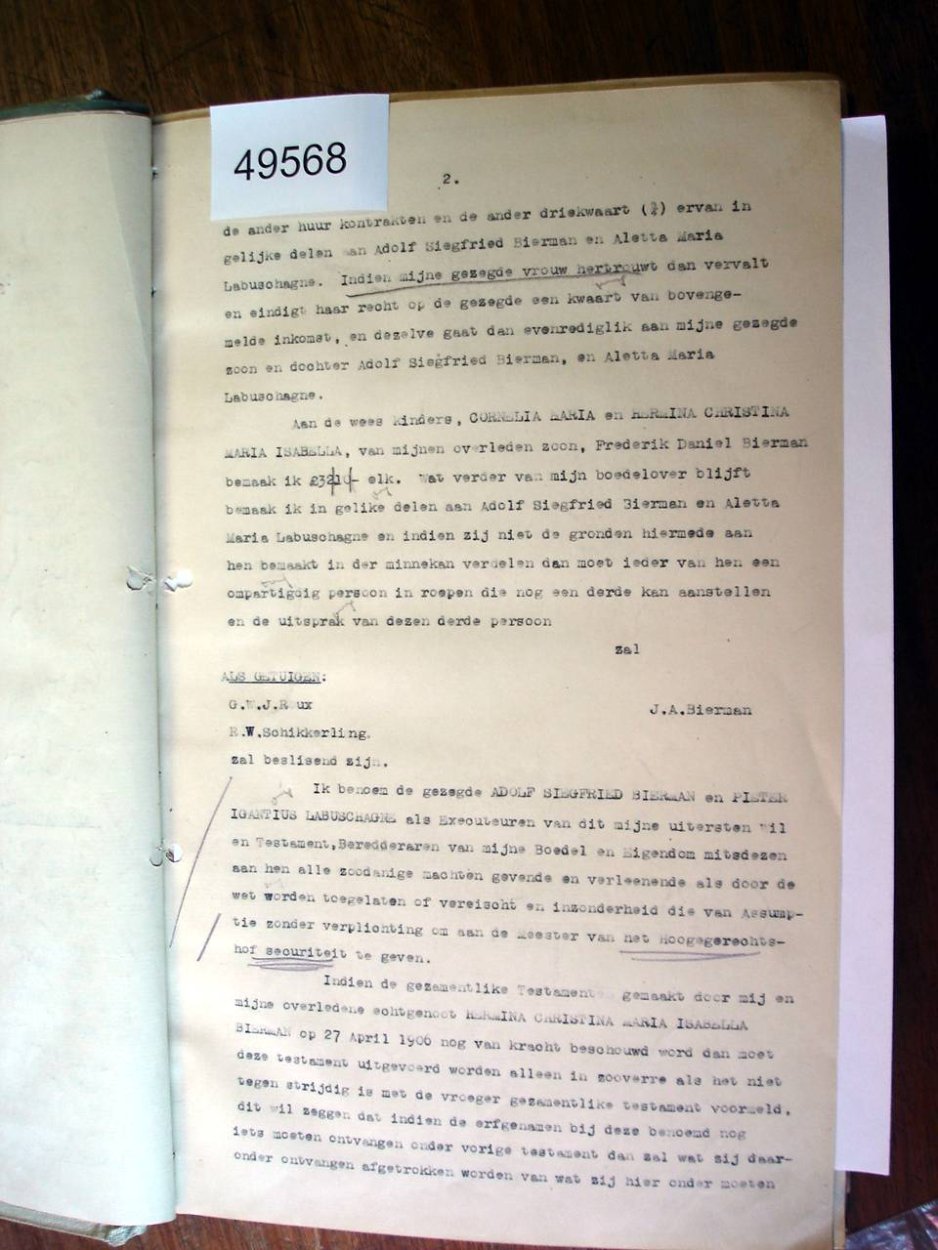 49568
2.
de ander huur kontrakten en de ander driekwart (¾) ervan in
gelijke delen aan Adolf Siegfried Bierman en Aletta Maria
Labuschagne. Indien mijne gezegde vrouw hertrouwt dan vervalt
en eindigt haar recht op de gezegde een kwaart van bovenge-
melde inkomst, en dezelve gaat dan evenrediglik aan mijne gezegde
zoon en dochter Adolf Siegfried Bierman, en Aletta Maria
Labuschagne.
Aan de wees kinders, CORNELIA MARIA en HERMINA CHRISTINA
MARIA ISABELLA, van mijnen overleden zoon, Frederik Daniel Bierman
bemaak ik elk. Wat verder van mijn boedelover blijft
bemaak ik in gelike delen aan Adolf Siegfried Bierman en Aletta
Maria Labuschagne en indien zij niet de gronden hiermede aan
hen bemaakt in der minnekan verdelen dan moet ieder van hen een
ompartigdig persoon in roepen die nog een derde kan aanstellen
en de uitsprak van dezen derde persoon
zal
ALS GETUIGEN:
G.W.J.Roux
J.A.Bierman
R.W.Schikkerling.
zal beslisend zijn.
Ik benoem de gezegde ADOLF SIEGFRIED BIERMAN en PIETER
IGANTIUS LABUSCHAGNE als Executeuren van dit mijne uitersten Wil
en Testament,Beredderaren van mijne Boedel en Eigendom mitsdezen
aan hen alle zoodanige machten gevende en verleenende als door de
wet worden toegelaten of vereischt en inzonderheid die van Assump-
tie zonder verplichting om aan de Meester van het Hoogegerechts-
hof securiteit te geven.
Indien de gezamentlike Testament gemaakt door mij en
mijne overledene echtgenoot HERMINA CHRISTINA MARIA ISABELLA
BIERMAN op 27 April 1906 nog van kracht beschouwd word dan moet
deze testament uitgevoerd worden alleen in zooverre als het niet
tegen strijdig is met de vroeger gezamentlike testament voormeld.
dit wil zeggen dat indien de erfgenamen bij deze benoemd nog
iets moeten ontvangen onder vorige testament dan zal wat zij daar-
onder ontvangen afgetrokken worden van wat zij hier onder moeten